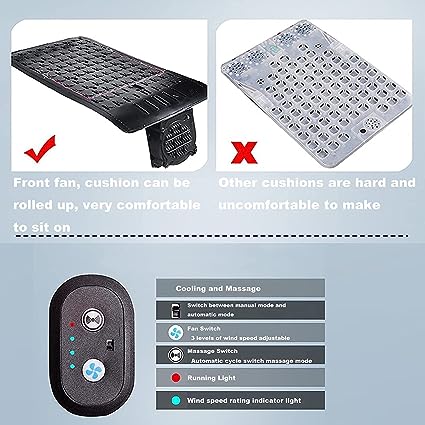 Front fan, cushion can be
rolled up, very comfortable
to sit on
Other cushions are hard and
uncomfortable to make
Cooling and Massage
Switch between manual mode and
automatic mode
Fan Switch
3 levels of wind speed adjustable
Massage Switch
Automatic cycle switch massage mode
Running Light
Wind speed rating indicator light